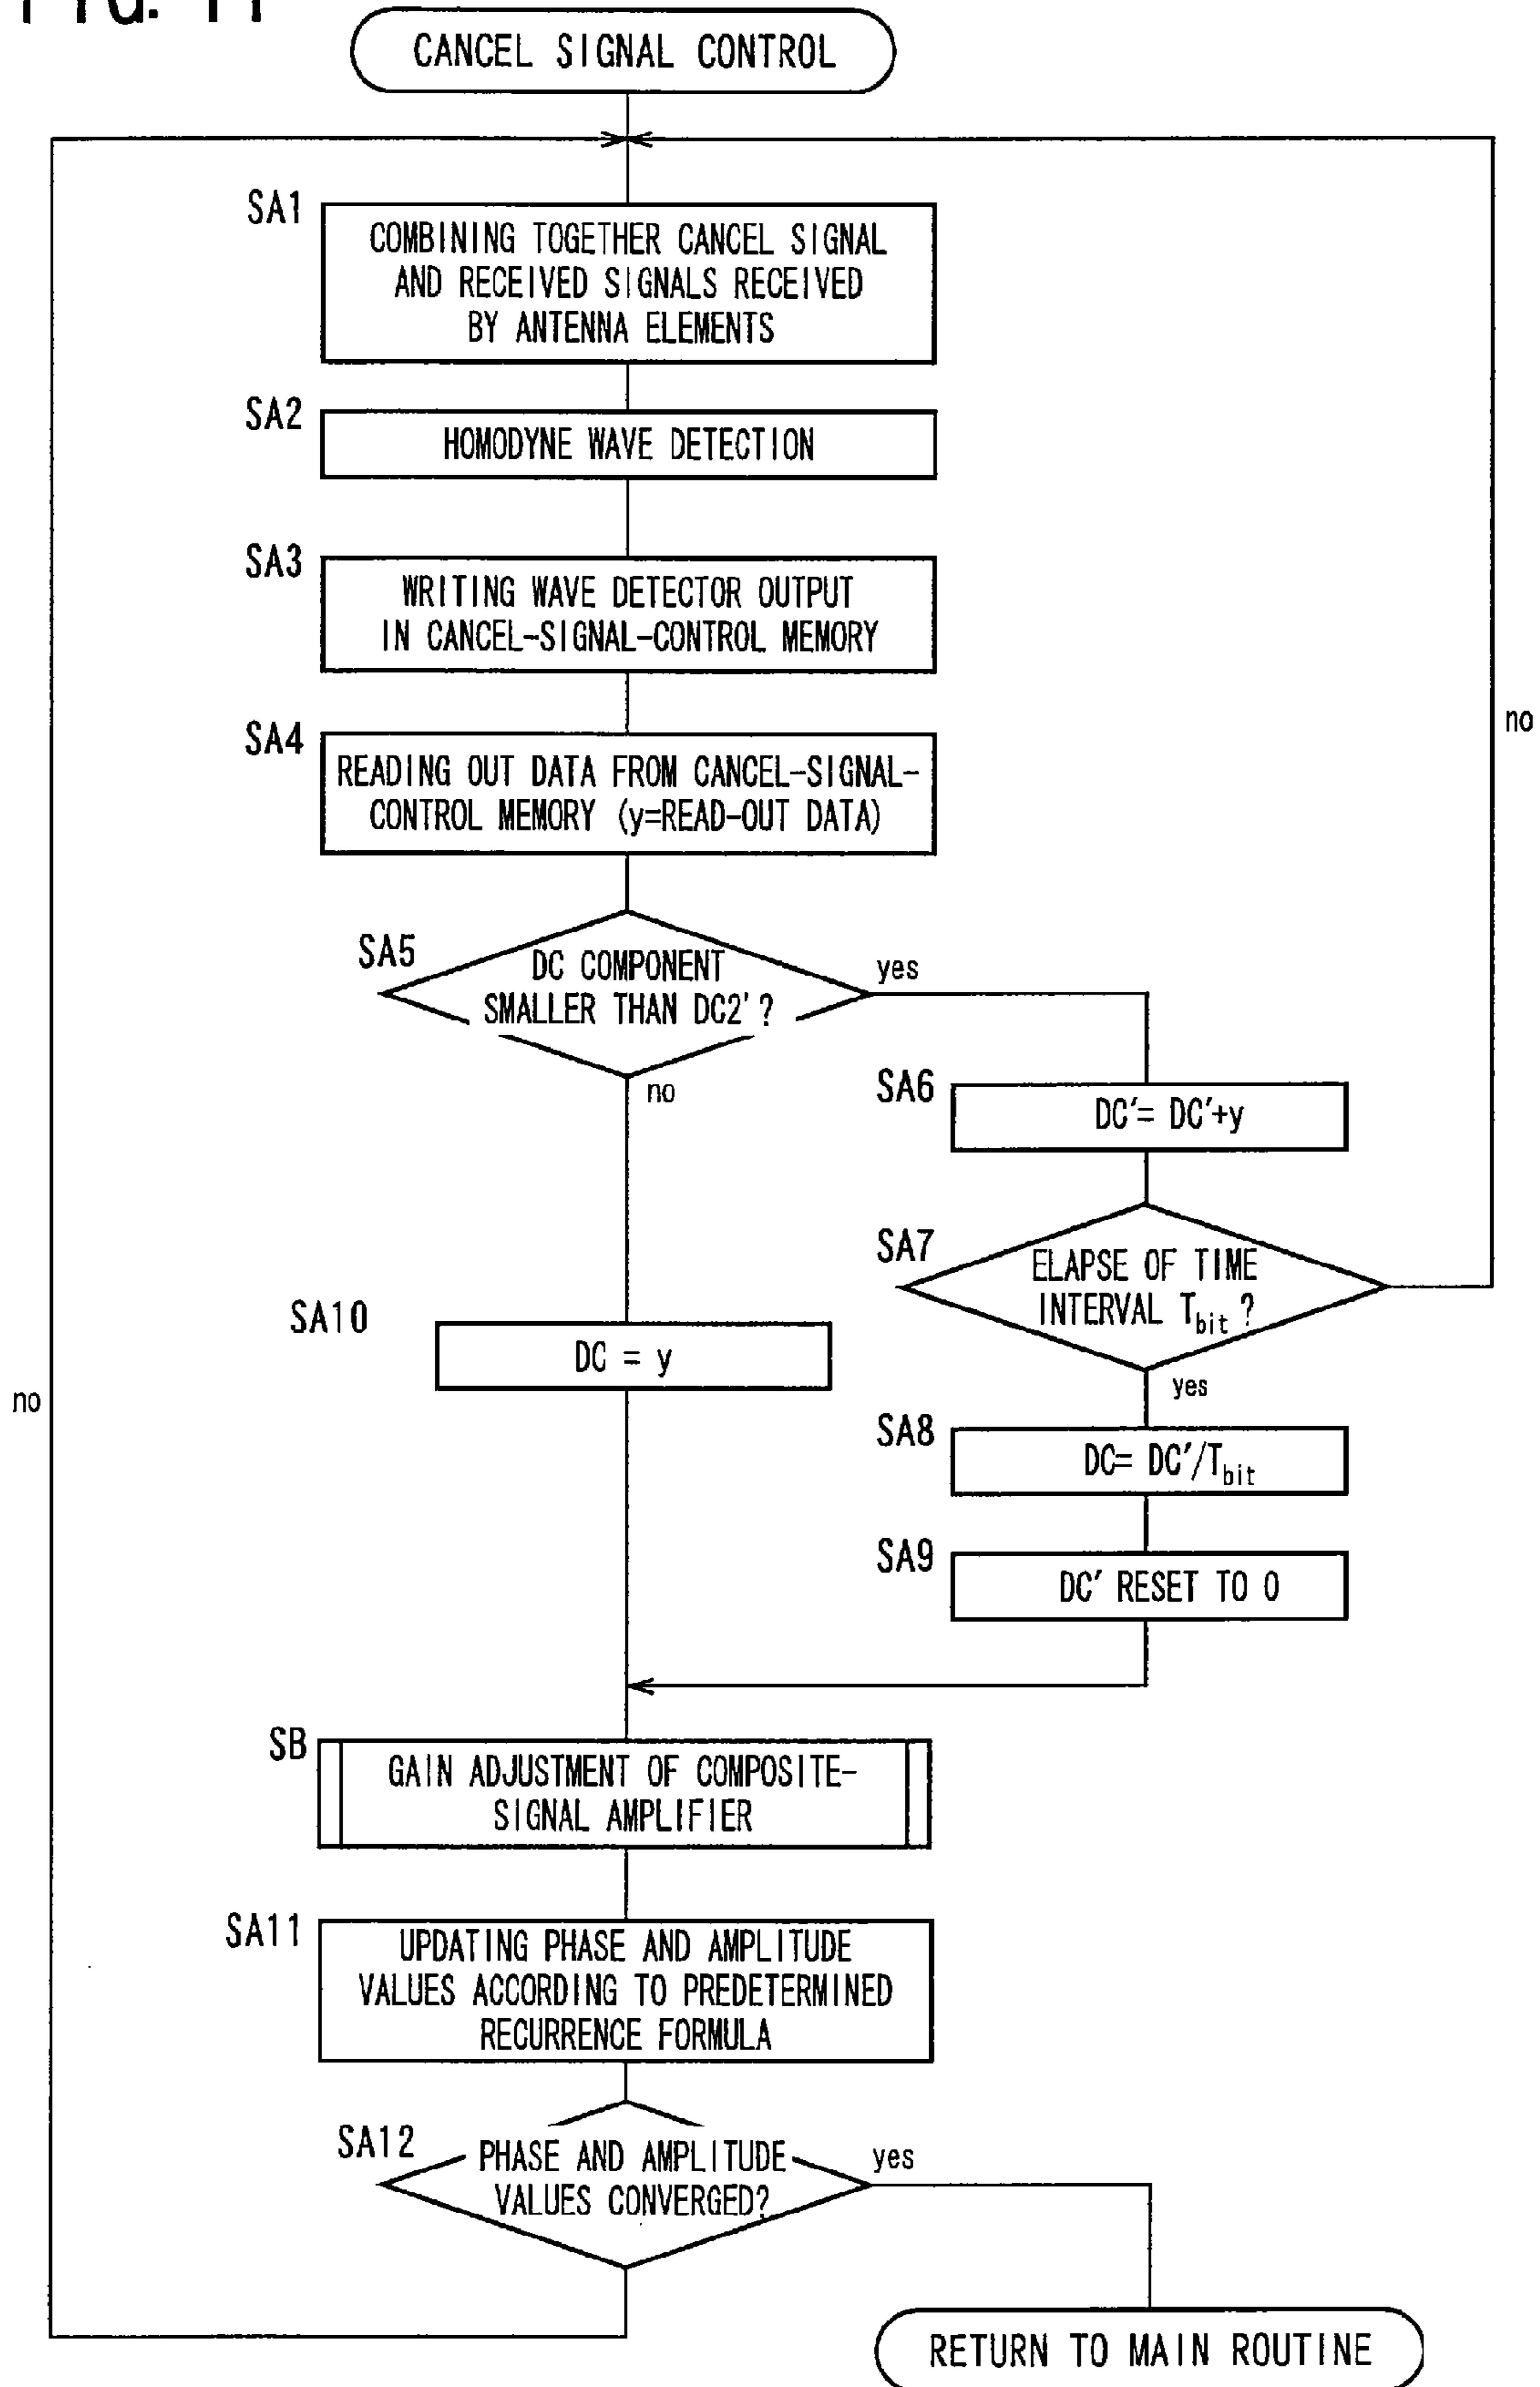 FIG. 11
CANCEL SIGNAL CONTROL
SA1
COMBINING TOGETHER CANCEL SIGNAL
AND RECEIVED SIGNALS RECEIVED
BY ANTENNA ELEMENTS
SA2
HOMODYNE WAVE DETECTION
SA3
WRITING WAVE DETECTOR OUTPUT
IN CANCEL-SIGNAL-CONTROL MEMORY
SA4
READING OUT DATA FROM CANCEL-SIGNAL-
CONTROL MEMORY (y=READ-OUT DATA)
no
SA5
DC COMPONENT
SMALLER THAN DC2'?
yes
no
SA6
DC'= DC'+y
SA7
ELAPSE OF TIME
INTERVAL Tbit ?
yes
SA10
DC = y
no
SA8
DC= DC'/Tbit
SA9
DC' RESET TO 0
SB
GAIN ADJUSTMENT OF COMPOSITE-
SIGNAL AMPLIFIER
SA11
UPDATING PHASE AND AMPLITUDE
VALUES ACCORDING TO PREDETERMINED
RECURRENCE FORMULA
SA12
PHASE AND AMPLITUDE
VALUES CONVERGED?
yes
RETURN TO MAIN ROUTINE